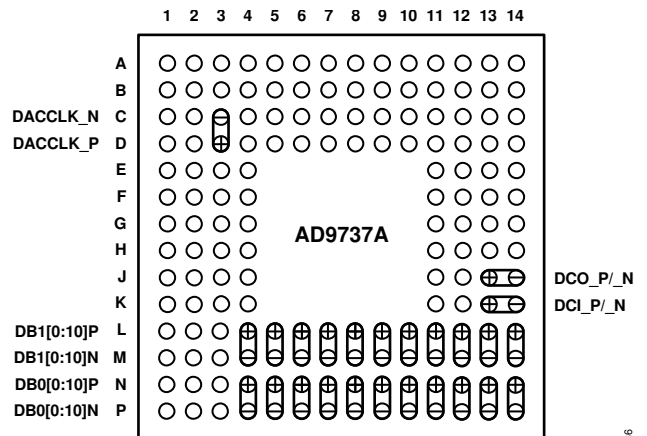 1 2 3 4 5 6 7 8 9 10 11 12 13 14
A
B
DACCLK_N C
DACCLK_P D
E
F
G
AD9737A
H
J DCO_P/_N
K DCI_P/_N
DB1[0:10]P L
DB1[0:10]N M
DB0[0:10]P N
DB0[0:10]N P